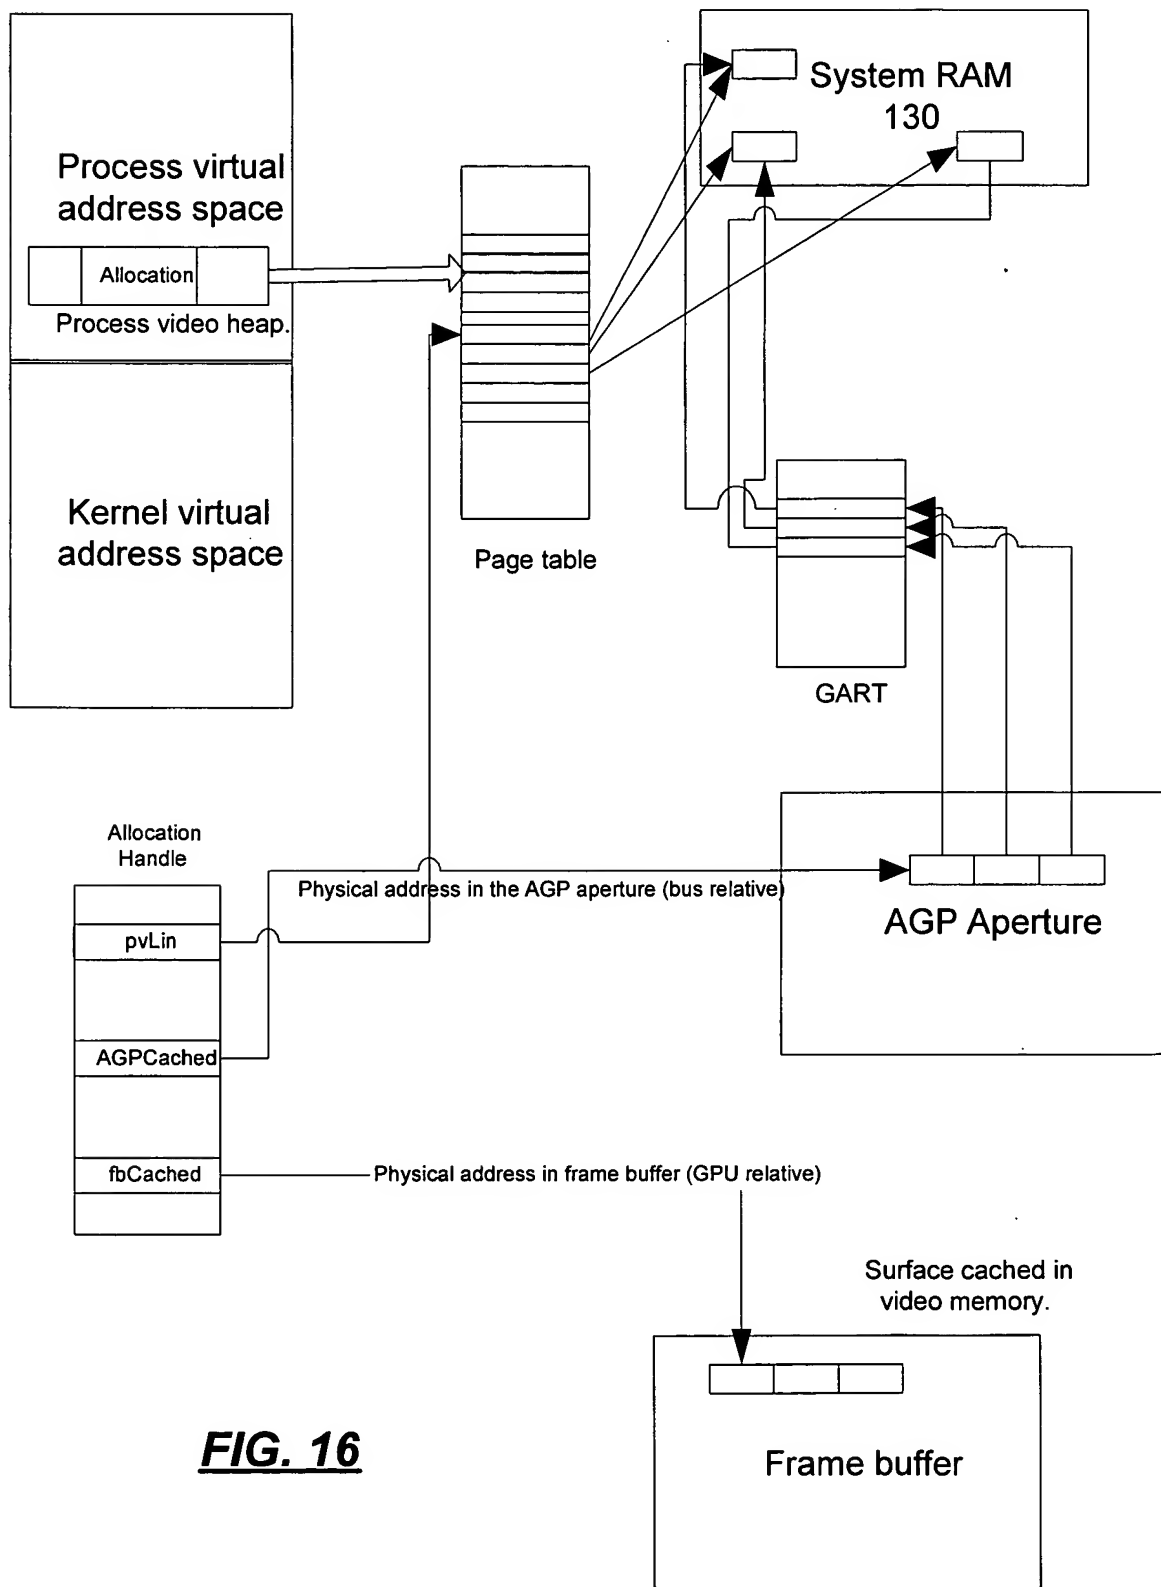 System RAM
130
Process virtual
address space
Allocation
Process video heap.
Kernel virtual
address space
Page table
GART
Allocation
Handle
Physical address in the AGP aperture (bus relative)
pvLin
AGP Aperture
AGPCached
fbCached
Physical address in frame buffer (GPU relative)
Surface cached in
video memory.
FIG. 16
Frame buffer